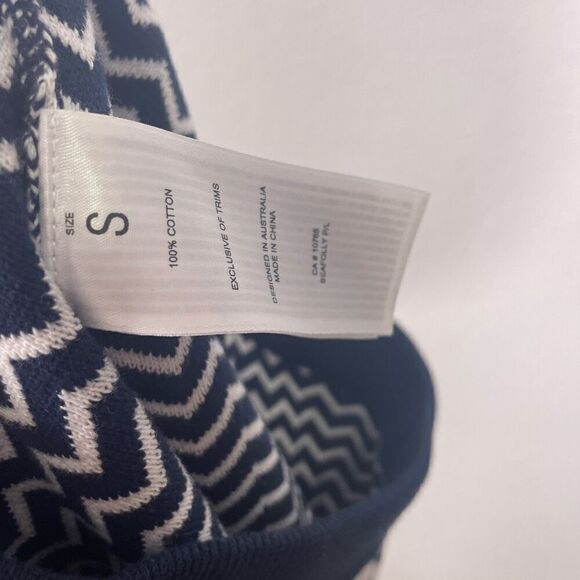 SIZE
S
100% COTTON
EXCLUSIVE OF TRIMS
DESIGNED IN AUSTRALIA
MADE IN CHINA
CA # 10765
SEAFOLLY P/L